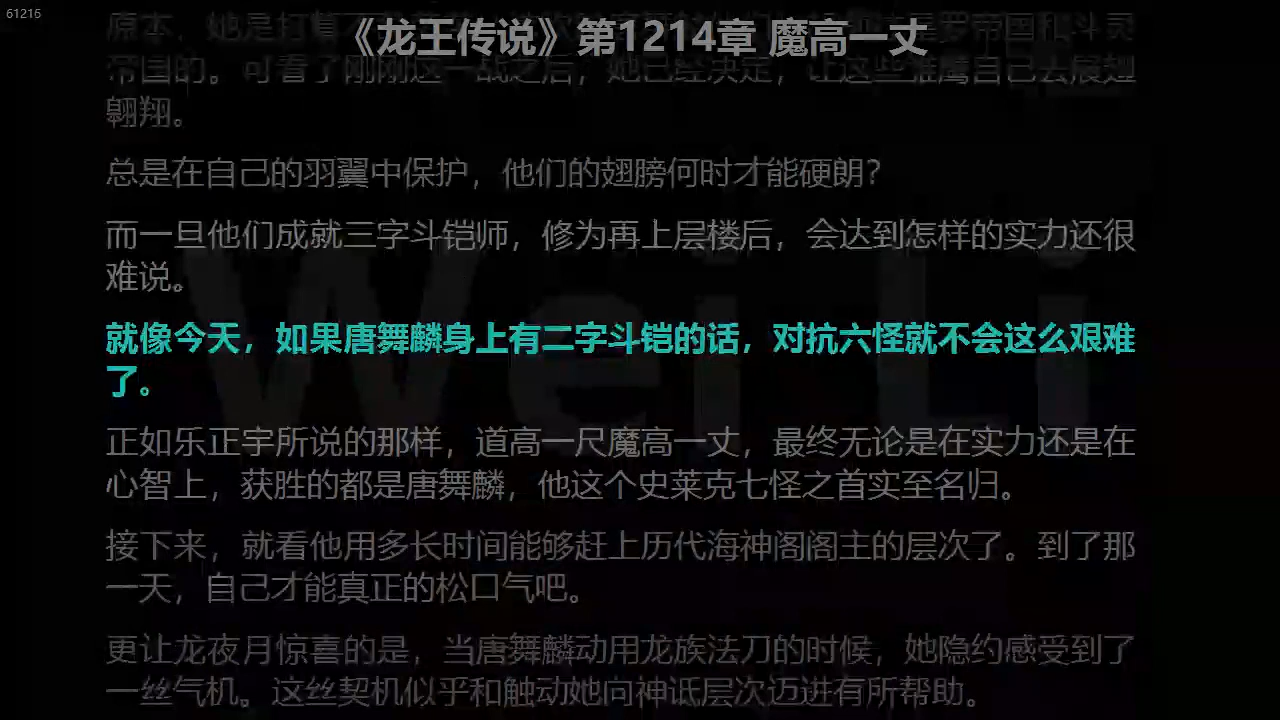 61216
《龙王传说》第1214章 魔高一丈
帝国的。可看了刚刚这一战之后，她已经决定，让这些雏鹰自己去展翅
翱翔。
总是在自己的羽翼中保护，他们的翅膀何时才能硬朗？
而一旦他们成就三字斗铠师，修为再上层楼后，会达到怎样的实力还很
难说。
就像今天，如果唐舞麟身上有二字斗铠的话，对抗六怪就不会这么艰难
了。
正如乐正宇所说的那样，道高一尺魔高一丈，最终无论是在实力还是在
心智上，获胜的都是唐舞麟，他这个史莱克七怪之首实至名归。
接下来，就看他用多长时间能够赶上历代海神阁阁主的层次了。到了那
一天，自己才能真正的松口气吧。
更让龙夜月惊喜的是，当唐舞麟动用龙族法刀的时候，她隐约感受到了
一丝气机。这丝契机似乎和触动她向神诋层次迈进有所帮助。
Wei Li